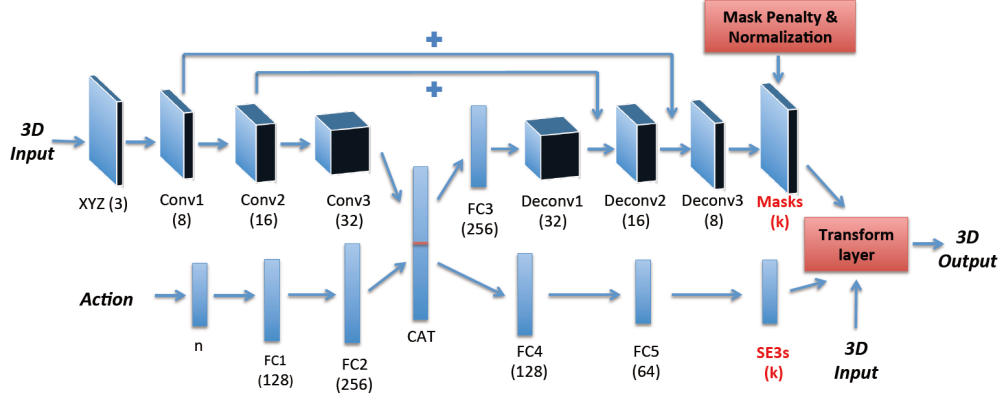 Mask Penalty &
Normalization
+
+
3D
Input
XYZ (3)
Conv1
(8)
Conv2
(16)
Conv3
(32)
FC3
(256)
Deconv1
(32)
Deconv2
(16)
Deconv3
(8)
Masks
(k)
Transform
layer
3D
Output
Action
n
FC1
(128)
FC2
(256)
CAT
FC4
(128)
FC5
(64)
SE3s
(k)
3D
Input